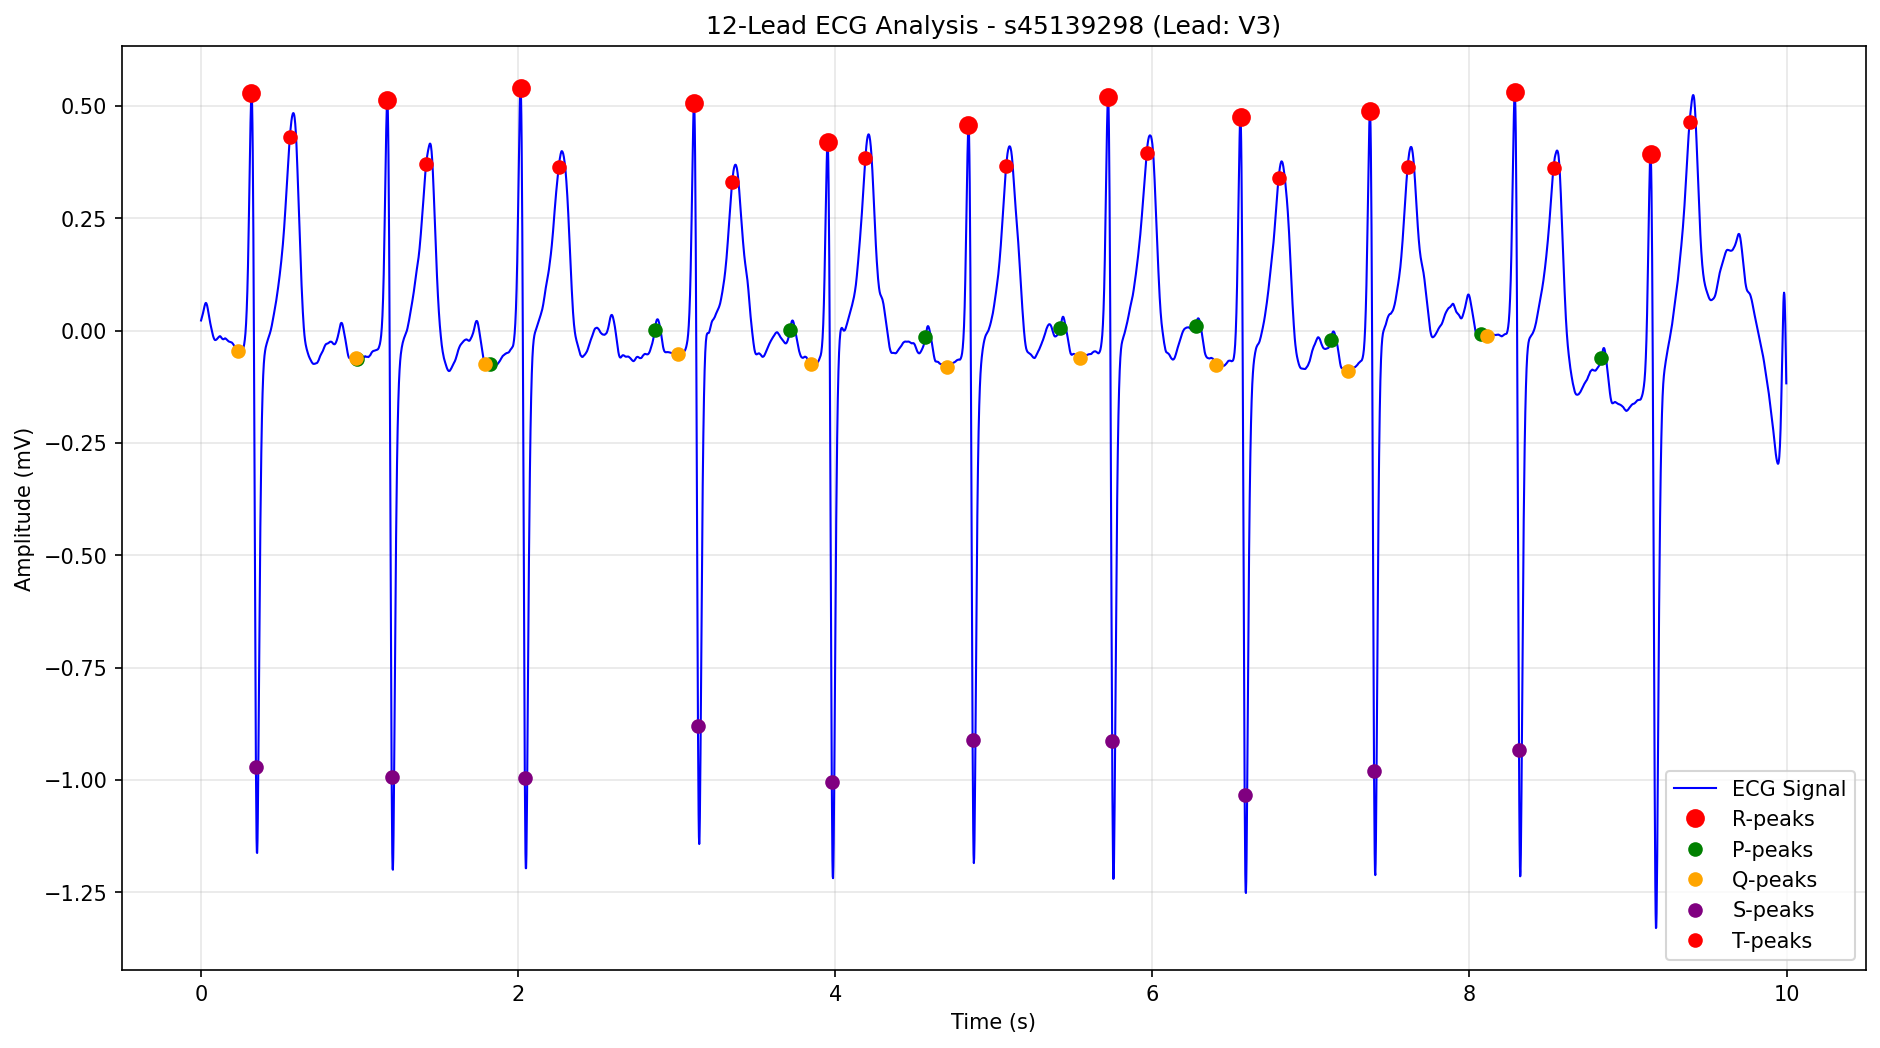 12-Lead ECG Analysis - s45139298 (Lead: V3)
Amplitude (mV)
0.50
0.25
0.00
−0.25
−0.50
−0.75
−1.00
−1.25
ECG Signal
R-peaks
P-peaks
Q-peaks
S-peaks
T-peaks
0 2 4 6 8 10
Time (s)